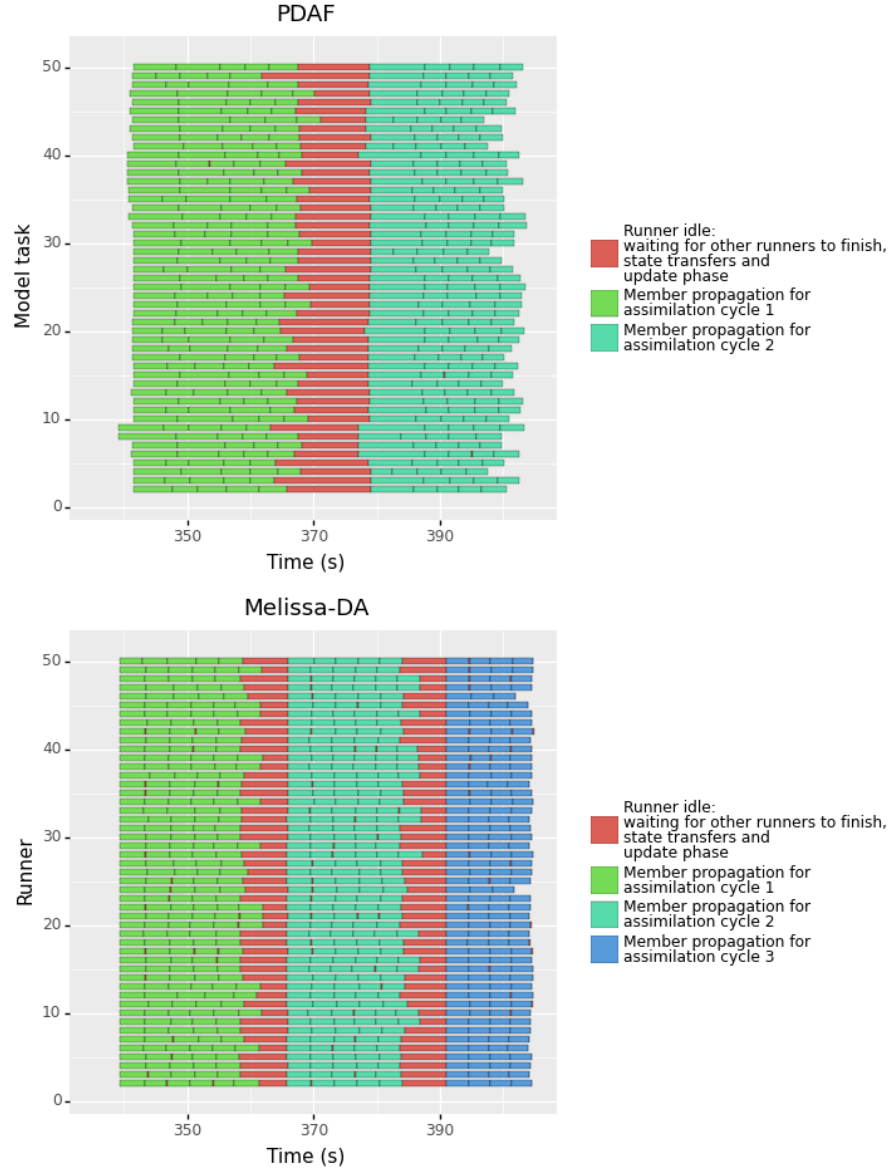 PDAF
50
40
30
20
10
0
Model task
350
370
390
Time (s)
Runner idle:
waiting for other runners to finish,
state transfers and
update phase
Member propagation for
assimilation cycle 1
Member propagation for
assimilation cycle 2
Melissa-DA
50
40
30
20
10
0
Runner
350
370
390
Time (s)
Runner idle:
waiting for other runners to finish,
state transfers and
update phase
Member propagation for
assimilation cycle 1
Member propagation for
assimilation cycle 2
Member propagation for
assimilation cycle 3